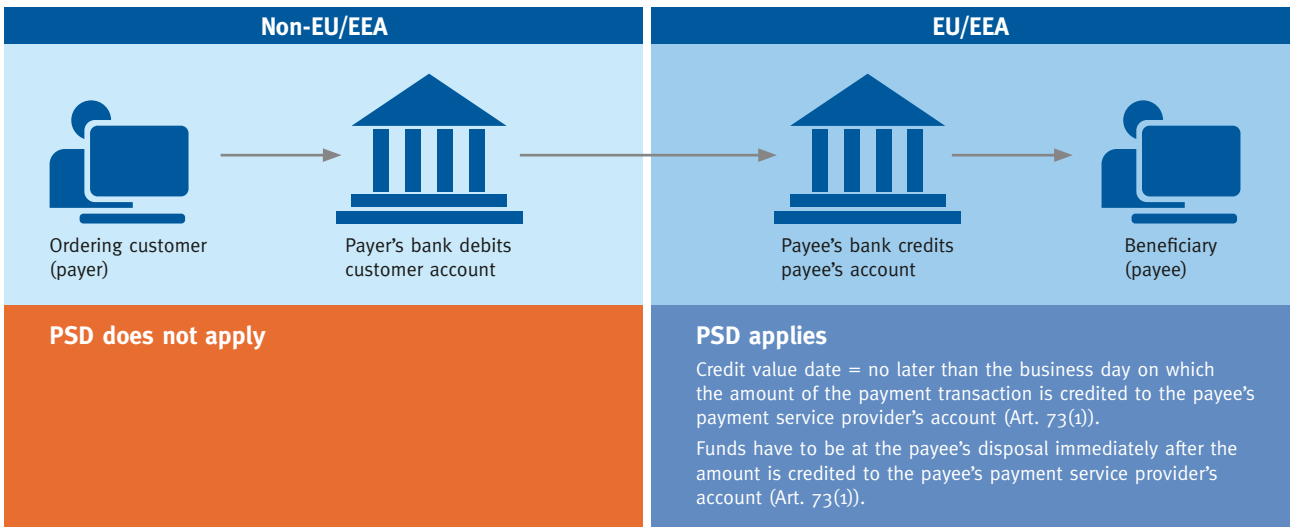 Non-EU/EEA
EU/EEA
Ordering customer
(payer)
Payer's bank debits
customer account
Payee's bank credits
payee's account
Beneficiary
(payee)
PSD does not apply
PSD applies
Credit value date = no later than the business day on which
the amount of the payment transaction is credited to the payee's
payment service provider's account (Art. 73(1)).
Funds have to be at the payee's disposal immediately after the
amount is credited to the payee's payment service provider's
account (Art. 73(1)).